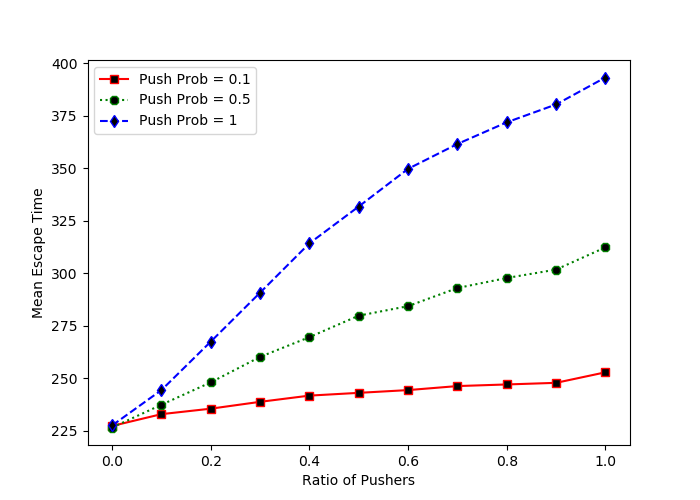 Push Prob = 0.1
Push Prob = 0.5
Push Prob = 1
Mean Escape Time
400
375
350
325
300
275
250
225
0.0 0.2 0.4 0.6 0.8 1.0
Ratio of Pushers